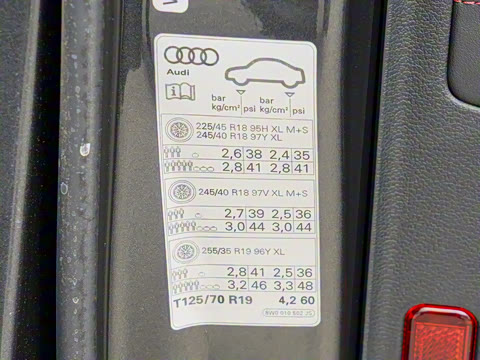 Audi
i
bar bar
kg/cm² psi kg/cm² psi
225/45 R18 95H XL M+S
245/40 R18 97Y XL
2,6 38 2,4 35
2,8 41 2,8 41
245/40 R18 97V XL M+S
2,7 39 2,5 36
3,0 44 3,0 44
255/35 R19 96Y XL
2,8 41 2,5 36
3,2 46 3,3 48
T125/70 R19 4,2 60